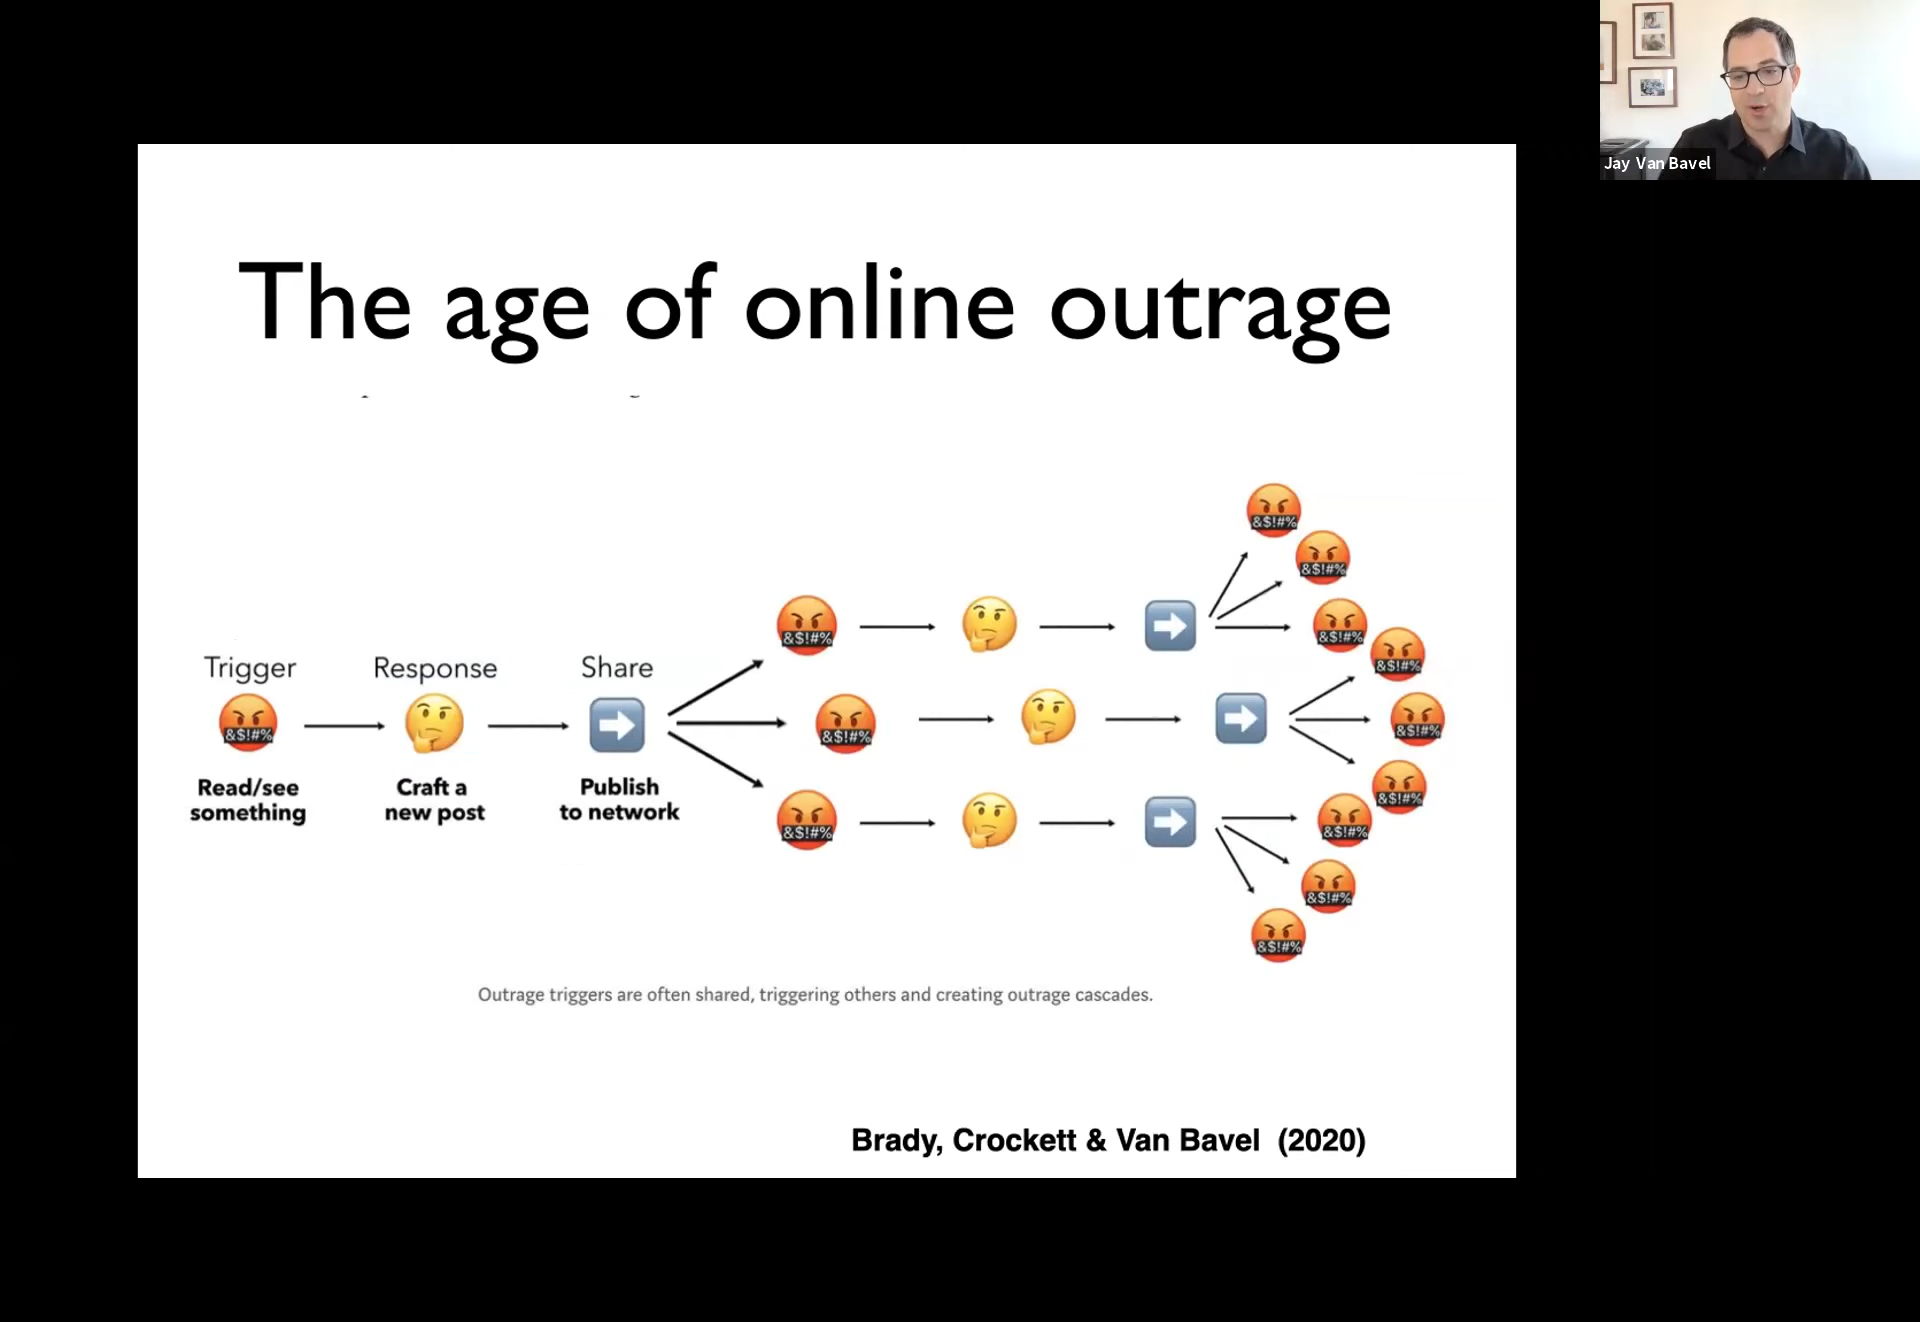 Jay Van Bavel
The age of online outrage
Trigger
Response
Share
Read/see
something
Craft a
new post
Publish
to network
&$!#%
&$!#%
&$!#%
&$!#%
&$!#%
&$!#%
&$!#%
&$!#%
&$!#%
&$!#%
&$!#%
&$!#%
&$!#%
Outrage triggers are often shared, triggering others and creating outrage cascades.
Brady, Crockett & Van Bavel (2020)